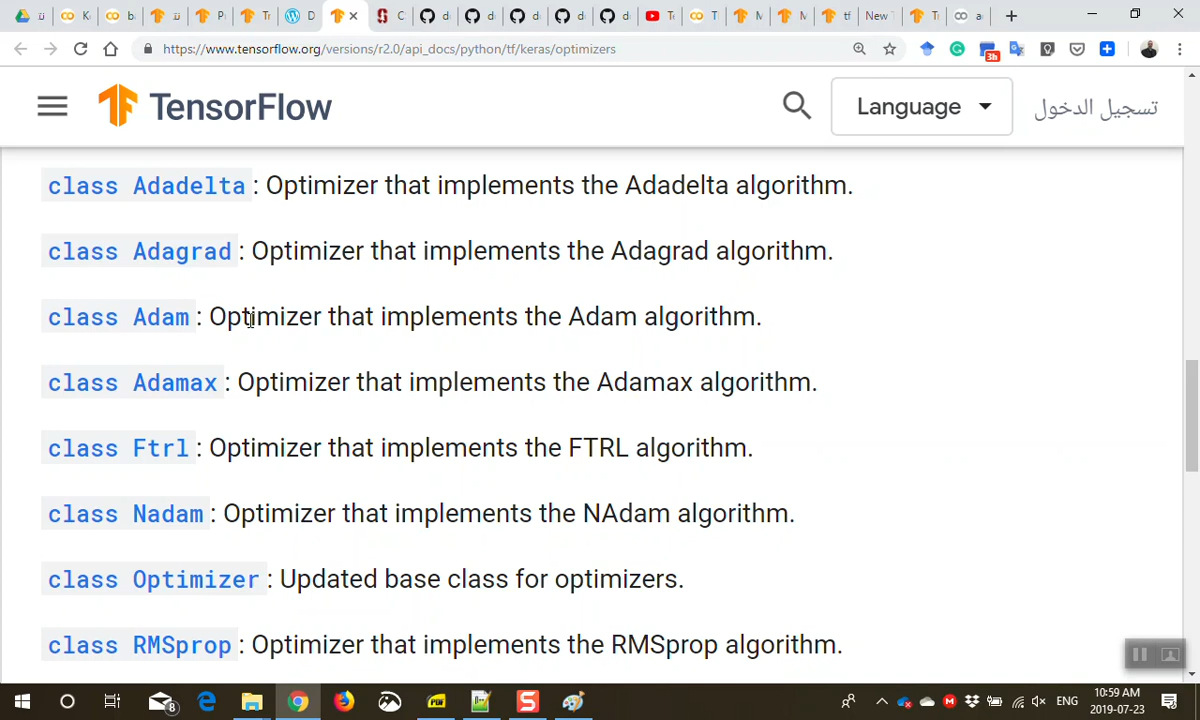 C
T
New
https://www.tensorflow.org/versions/r2.0/api_docs/python/tf/keras/optimizers
3h
TensorFlow
Language
تسجيل الدخول
class Adadelta: Optimizer that implements the Adadelta algorithm.
class Adagrad: Optimizer that implements the Adagrad algorithm.
class Adam: Optimizer that implements the Adam algorithm.
class Adamax: Optimizer that implements the Adamax algorithm.
class Ftrl: Optimizer that implements the FTRL algorithm.
class Nadam: Optimizer that implements the NAdam algorithm.
class Optimizer: Updated base class for optimizers.
class RMSprop: Optimizer that implements the RMSprop algorithm.
8
ENG
10:59 AM
2019-07-23